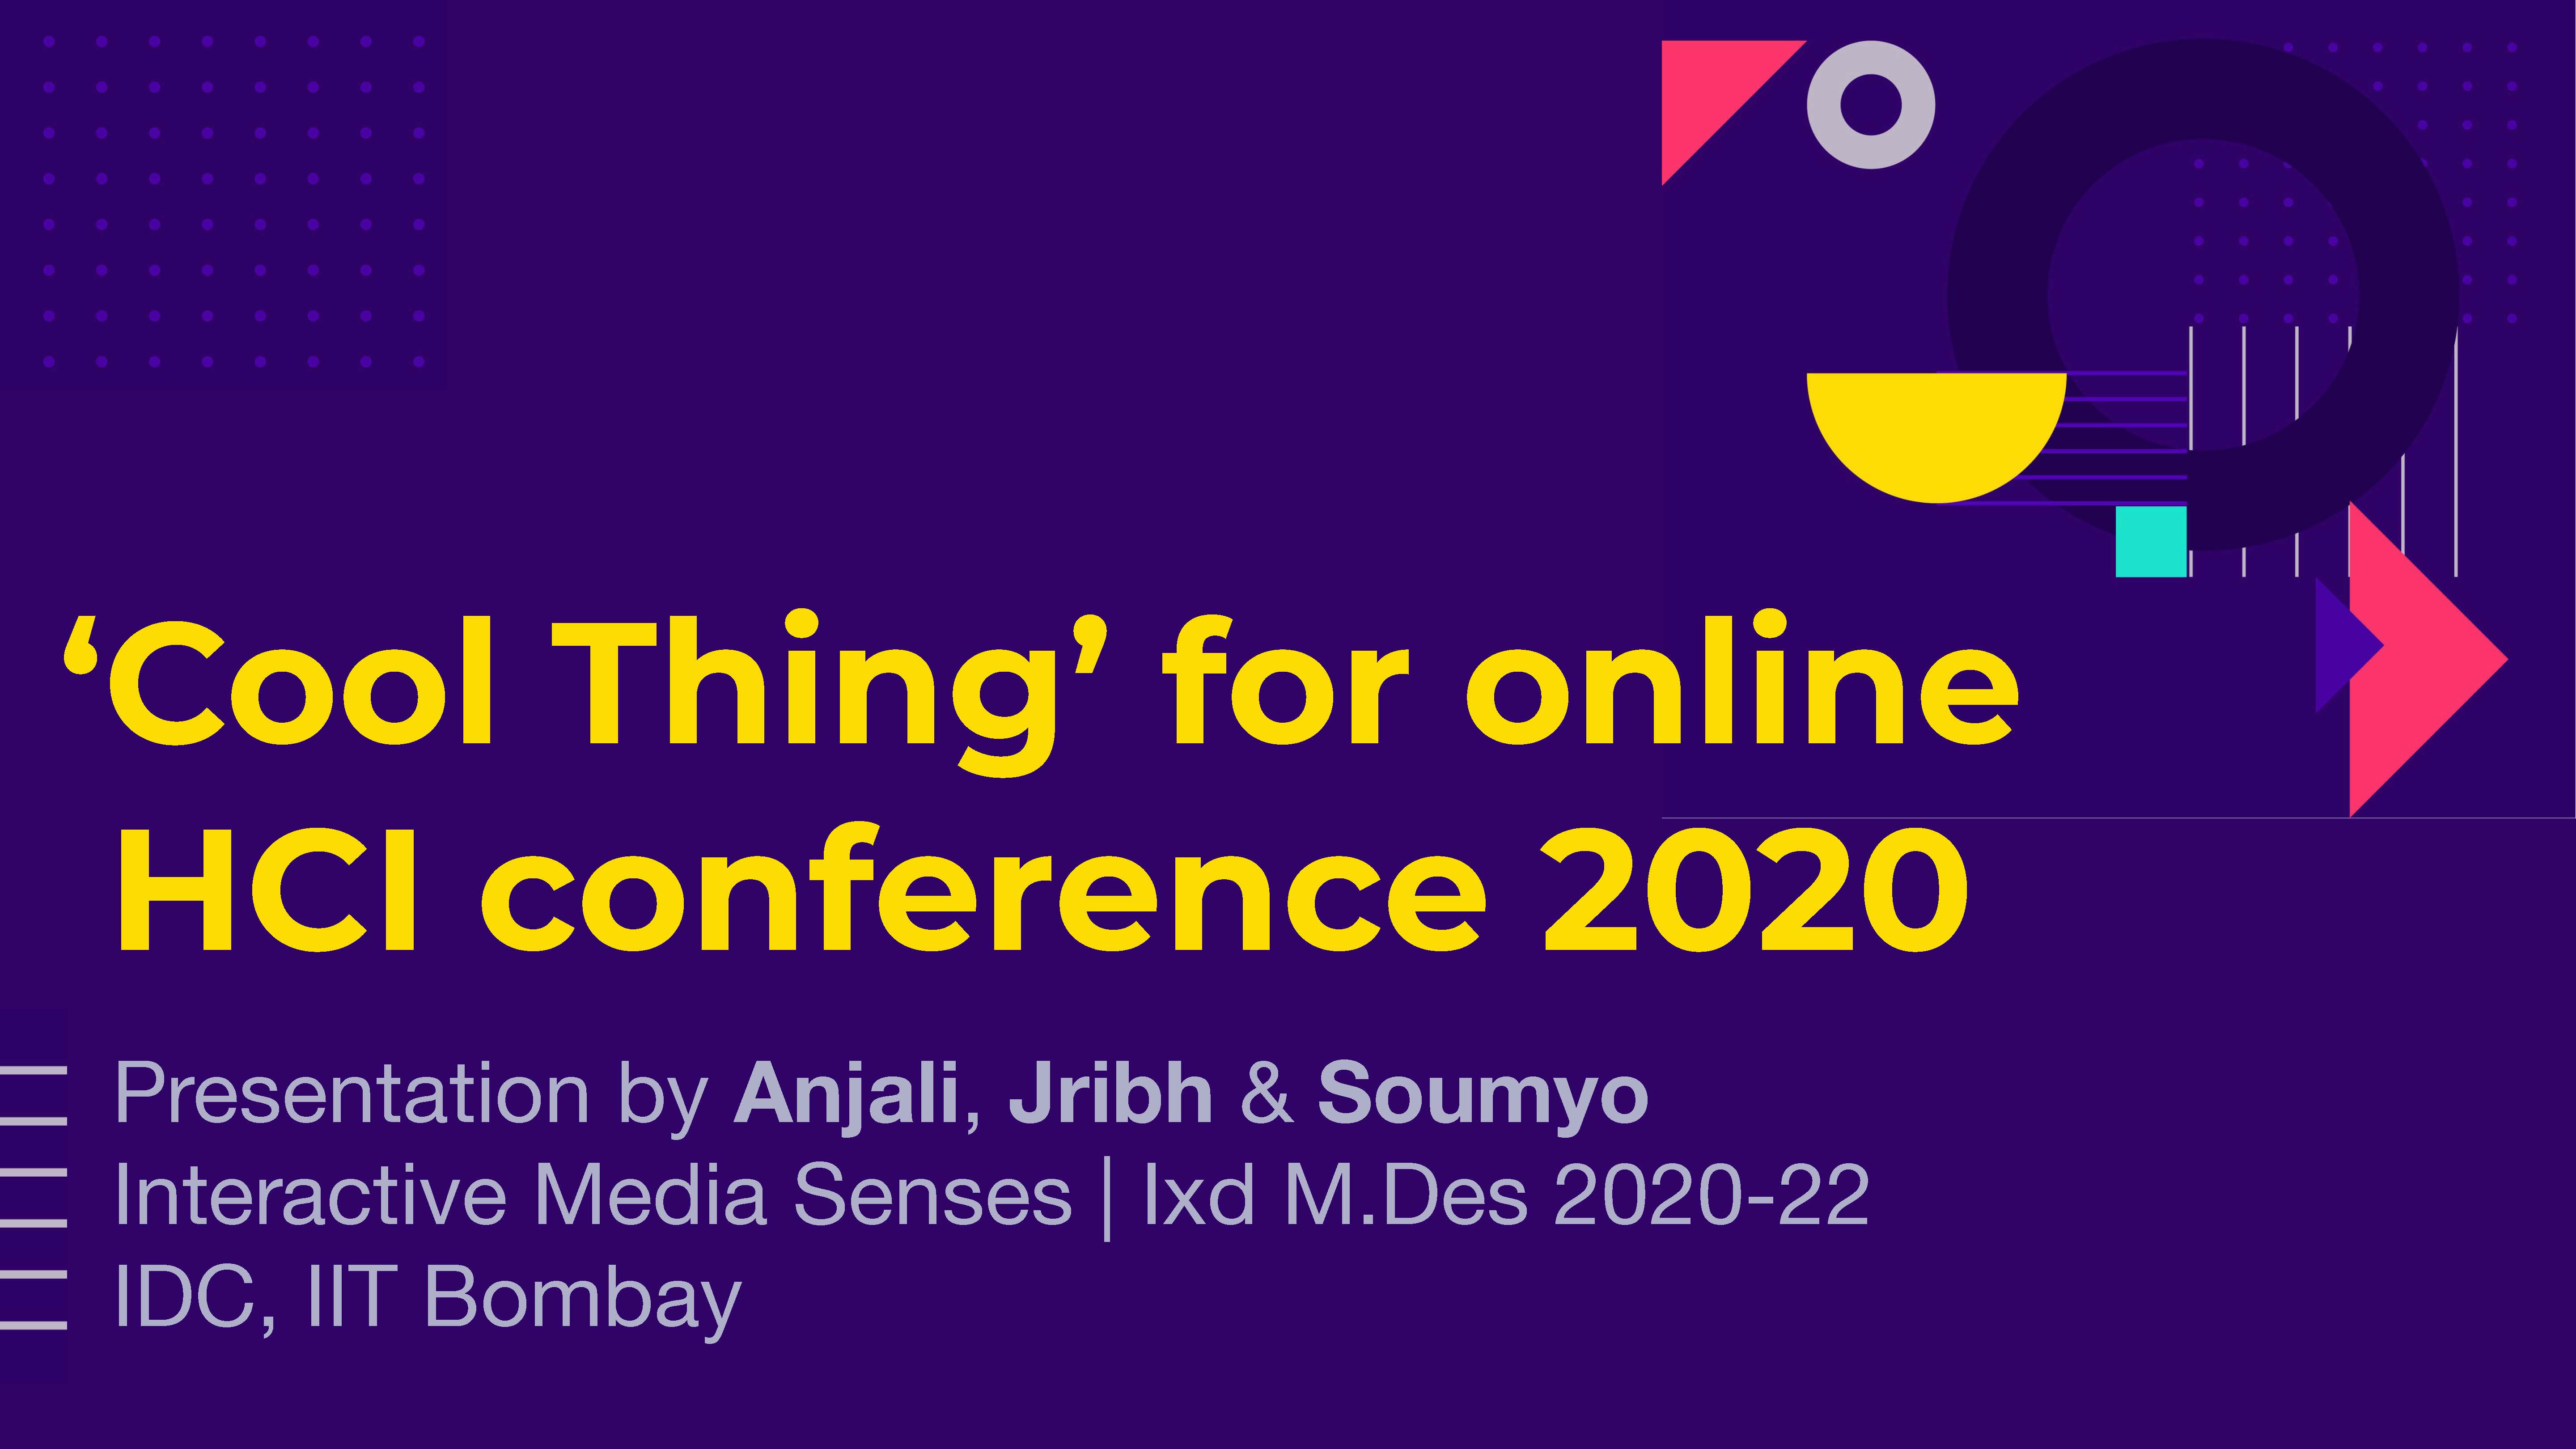 ‘Cool Thing’ for online
HCI conference 2020
Presentation by Anjali, Jribh & Soumyo
Interactive Media Senses | Ixd M.Des 2020-22
IDC, IIT Bombay